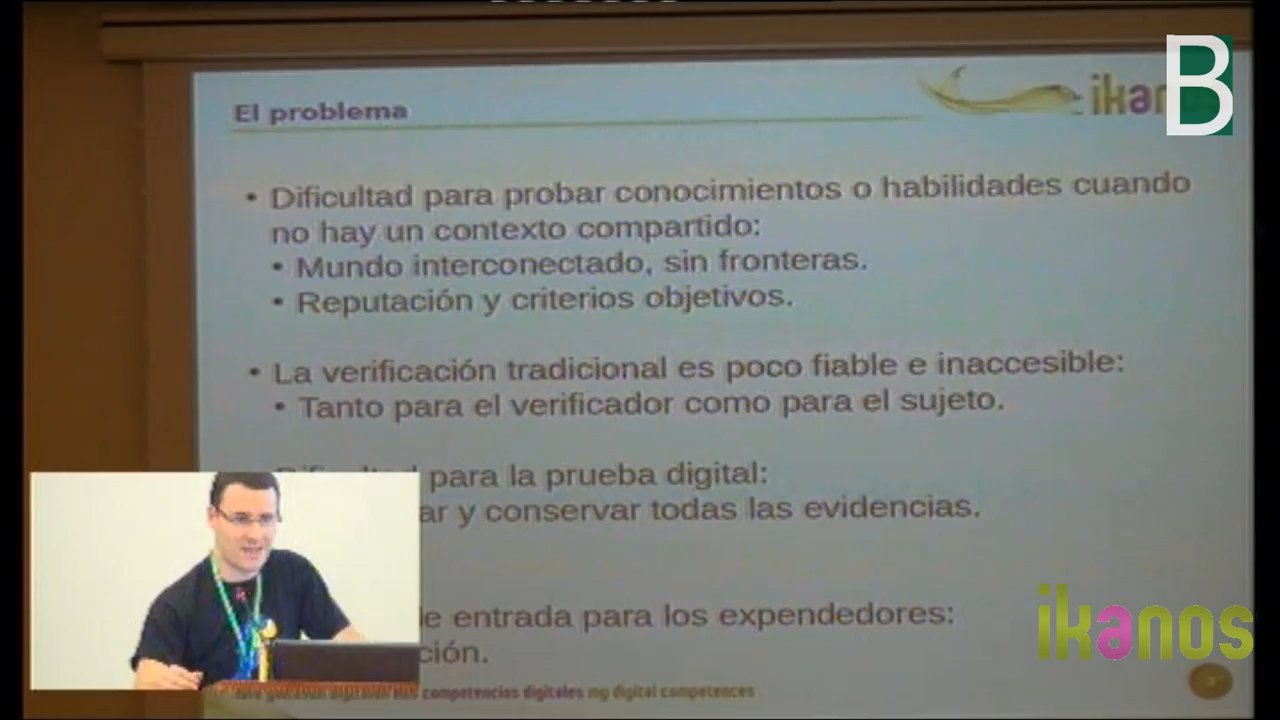 El problema
ikan
B
• Dificultad para probar conocimientos o habilidades cuando
no hay un contexto compartido:
• Mundo interconectado, sin fronteras.
• Reputación y criterios objetivos.
• La verificación tradicional es poco fiable e inaccesible:
• Tanto para el verificador como para el sujeto.
para la prueba digital:
ar y conservar todas las evidencias.
de entrada para los expendedores:
ción.
ikanos
competencias digitales my digital competences